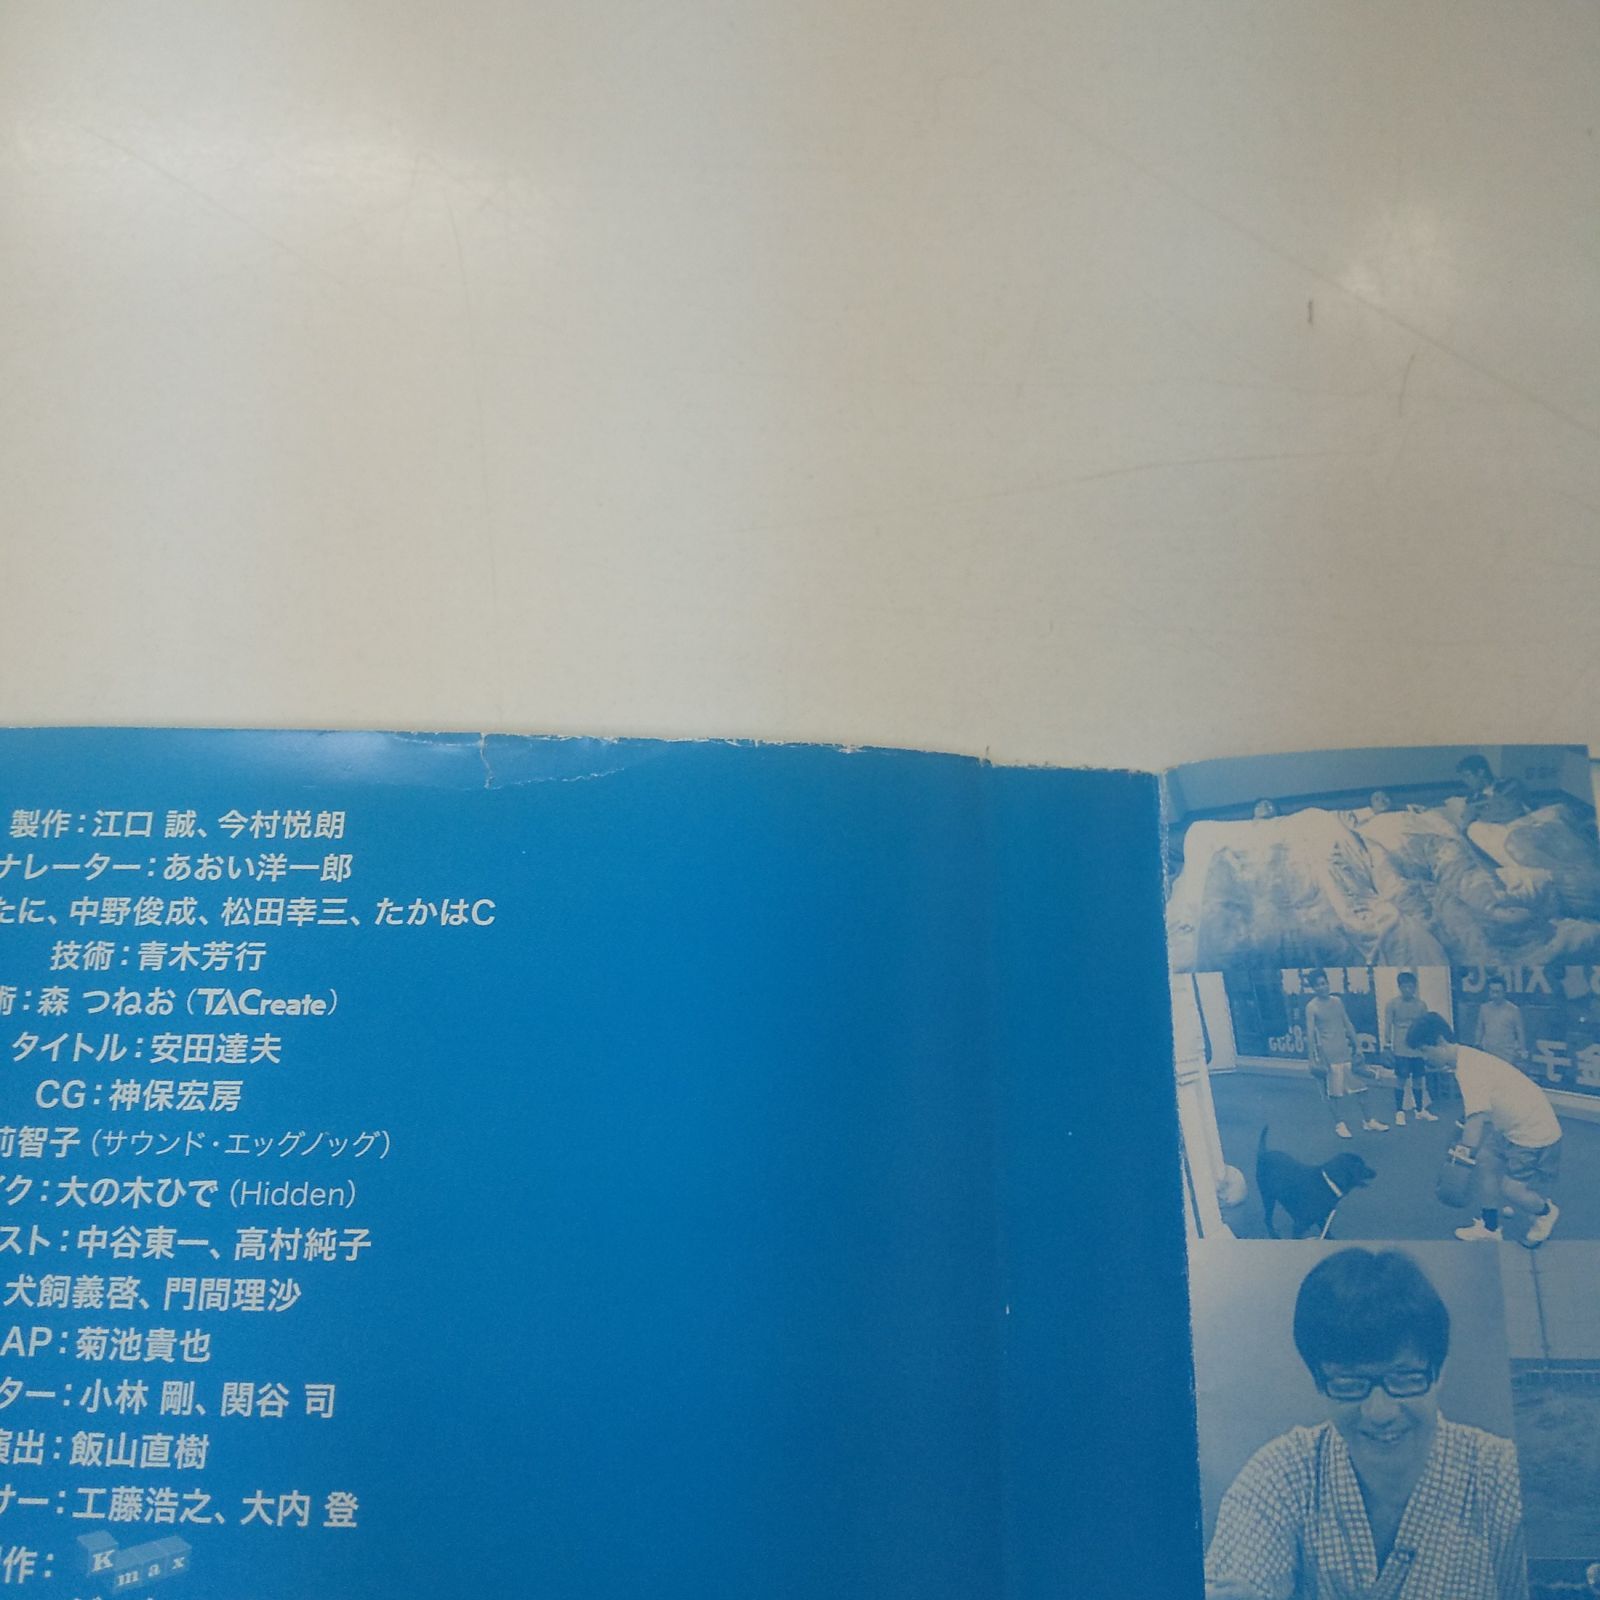 製作：江口 誠、今村悦朗
ナレーター：あおい洋一郎
たに、中野俊成、松田幸三、たかはC
技術：青木芳行
術：森 つねお（TACreate）
タイトル：安田達夫
CG：神保宏房
前智子（サウンド・エッグノッグ）
イク：大の木ひで（Hidden）
スト：中谷東一、高村純子
犬飼義啓、門間理沙
AP：菊池貴也
ター：小林 剛、関谷 司
演出：飯山直樹
サー：工藤浩之、大内 登
作： Kmax